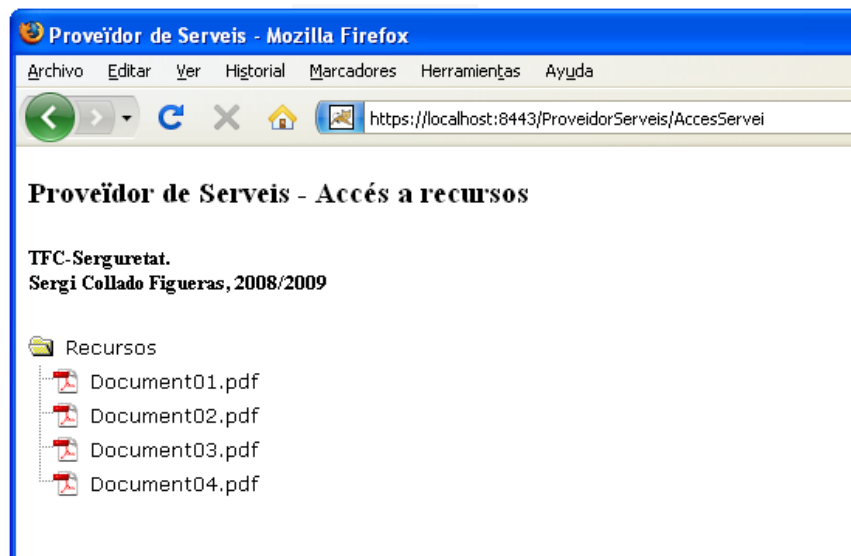 Proveïdor de Serveis - Mozilla Firefox
Archivo Editar Ver Historial Marcadores Herramientas Ayuda
https://localhost:8443/ProveidorServeis/AccesServei
Proveïdor de Serveis - Accés a recursos
TFC-Serguretat.
Sergi Collado Figueras, 2008/2009
Recursos
Document01.pdf
Document02.pdf
Document03.pdf
Document04.pdf